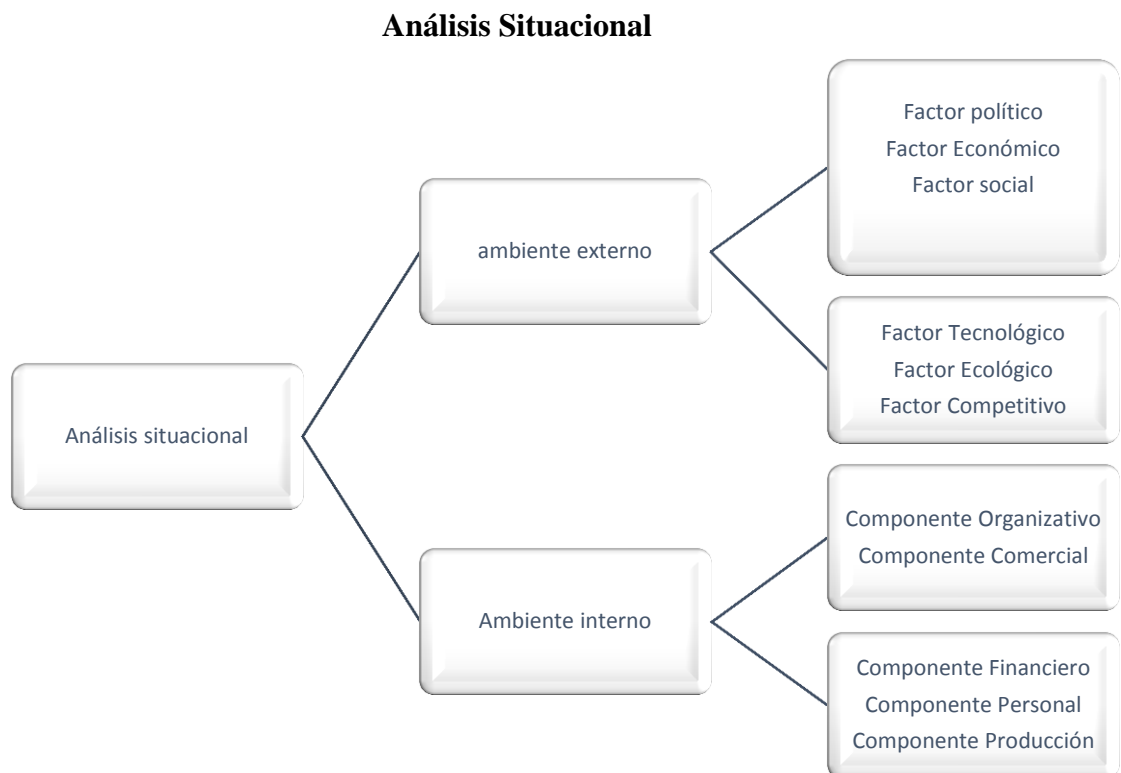 Análisis Situacional
Análisis situacional
ambiente externo
Factor político
Factor Económico
Factor social
Factor Tecnológico
Factor Ecológico
Factor Competitivo
Ambiente interno
Componente Organizativo
Componente Comercial
Componente Financiero
Componente Personal
Componente Producción